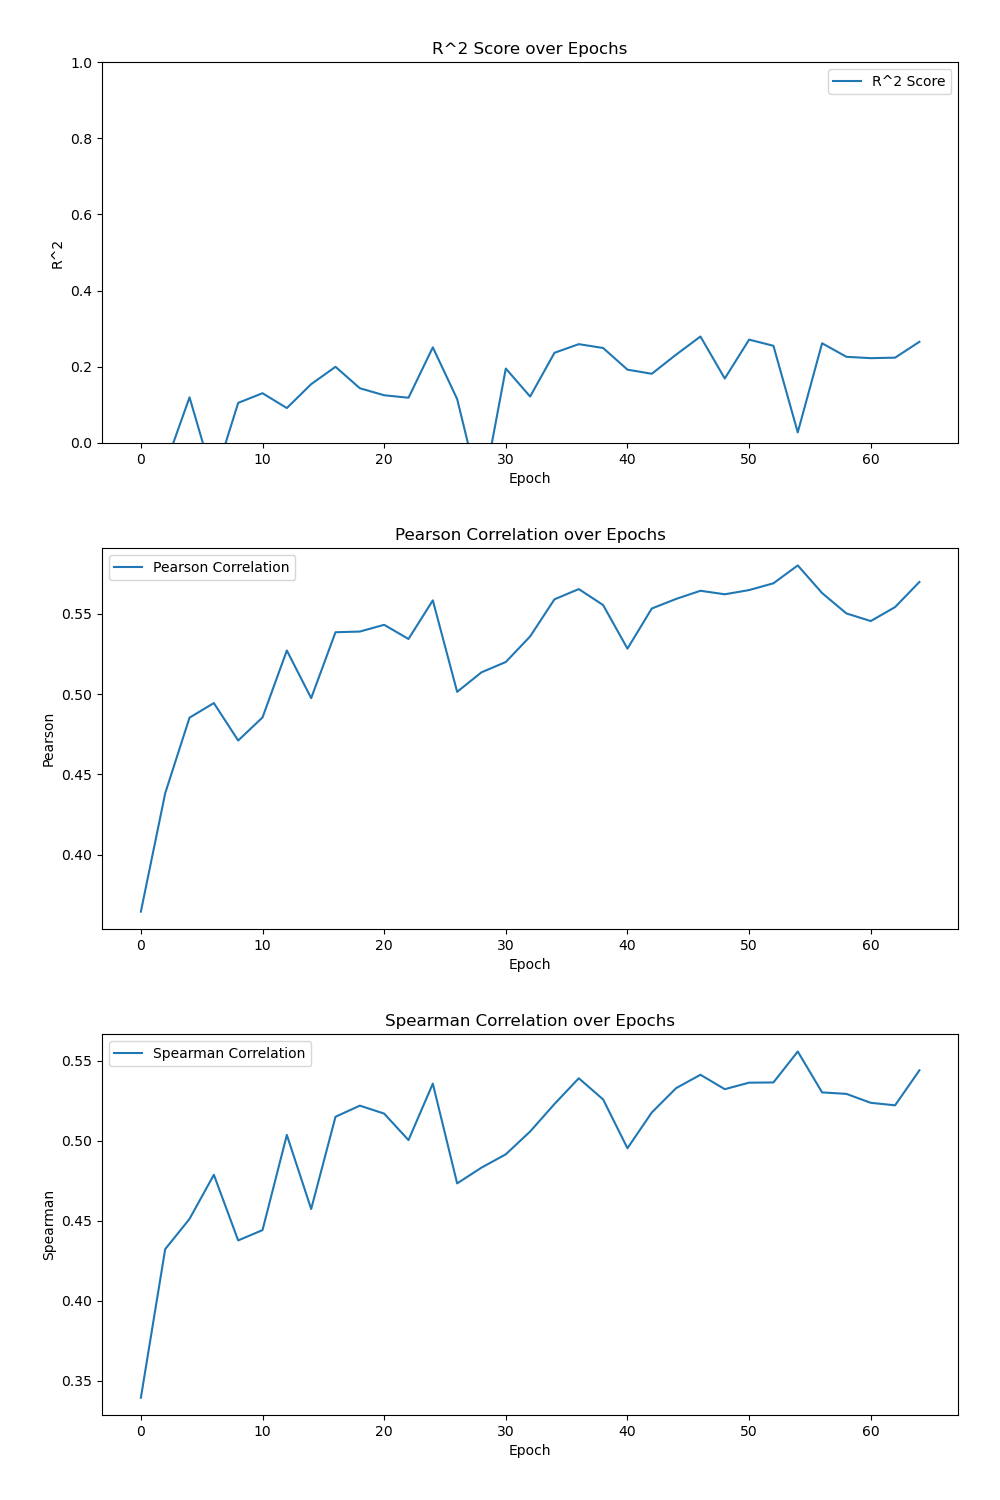 R^2 Score over Epochs
1.0
R^2 Score
0.8
0.6
R^2
0.4
0.2
0.0
0 10 20 30 40 50 60
Epoch
Pearson Correlation over Epochs
Pearson Correlation
0.55
0.50
Pearson
0.45
0.40
0 10 20 30 40 50 60
Epoch
Spearman Correlation over Epochs
Spearman Correlation
0.55
0.50
0.45
Spearman
0.40
0.35
0 10 20 30 40 50 60
Epoch